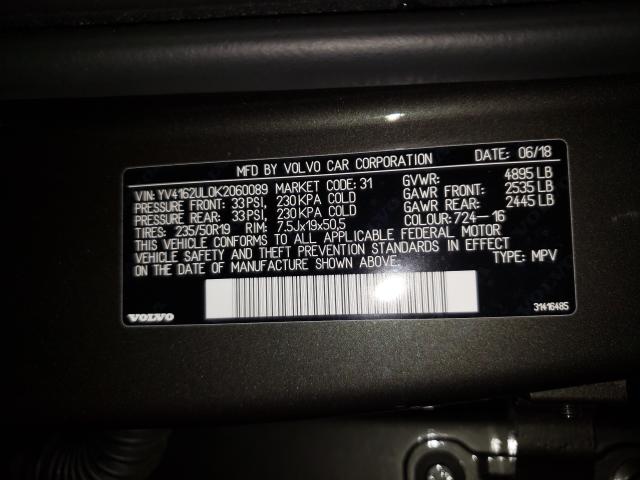 MFD BY VOLVO CAR CORPORATION DATE: 06/18
VIN: YV4162UL0K2060089 MARKET CODE: 31 GVWR: 4895 LB
PRESSURE FRONT: 33 PSI, 230 KPA COLD GAWR FRONT: 2535 LB
PRESSURE REAR: 33 PSI, 230 KPA COLD GAWR REAR: 2445 LB
TIRES: 235/50R19 RIM: 7.5Jx19x50,5 COLOUR: 724-16
THIS VEHICLE CONFORMS TO ALL APPLICABLE FEDERAL MOTOR
VEHICLE SAFETY AND THEFT PREVENTION STANDARDS IN EFFECT
ON THE DATE OF MANUFACTURE SHOWN ABOVE. TYPE: MPV
VOLVO 31416485